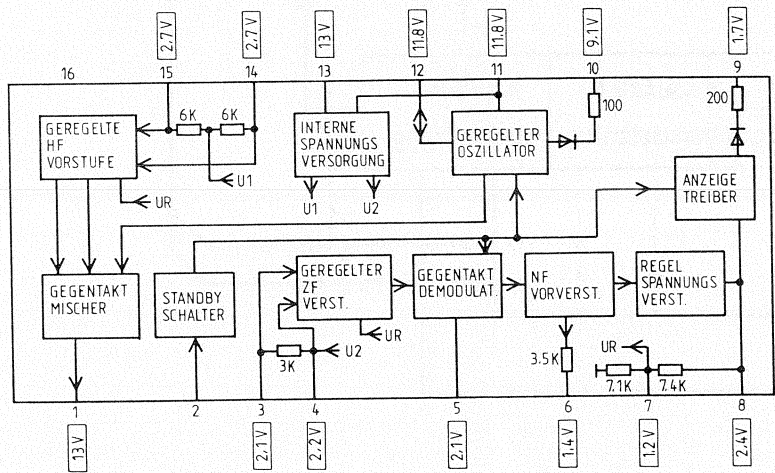 2.7V
2.7V
13V
11.8V
11.8V
9.1V
1.7V
16
15
14
13
12
11
10
9
6K
6K
100
200
GEREGELTE
HF
VORSTUFE
INTERNE
SPANNUNGS
VERSORGUNG
GEREGELTER
OSZILLATOR
ANZEIGE
TREIBER
U1
UR
U1
U2
GEGENTAKT
MISCHER
STANDBY
SCHALTER
GEREGELTER
ZF
VERST.
GEGENTAKT
DEMODULAT.
NF
VORVERST.
REGEL
SPANNUNGS
VERST.
UR
U2
3K
3.5K
UR
7.1K
7.4K
1
2
3
4
5
6
7
8
13V
2.1V
2.2V
2.1V
1.4V
1.2V
2.4V